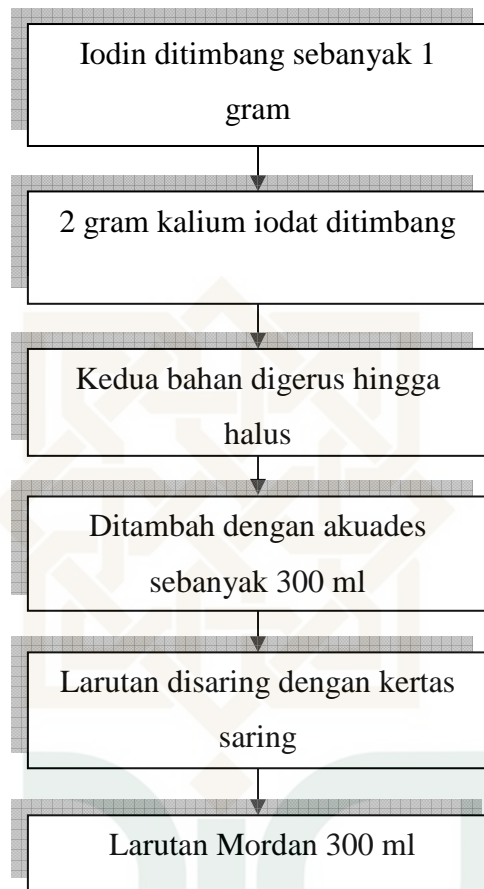 Iodin ditimbang sebanyak 1
gram
2 gram kalium iodat ditimbang
Kedua bahan digerus hingga
halus
Ditambah dengan akuades
sebanyak 300 ml
Larutan disaring dengan kertas
saring
Larutan Mordan 300 ml